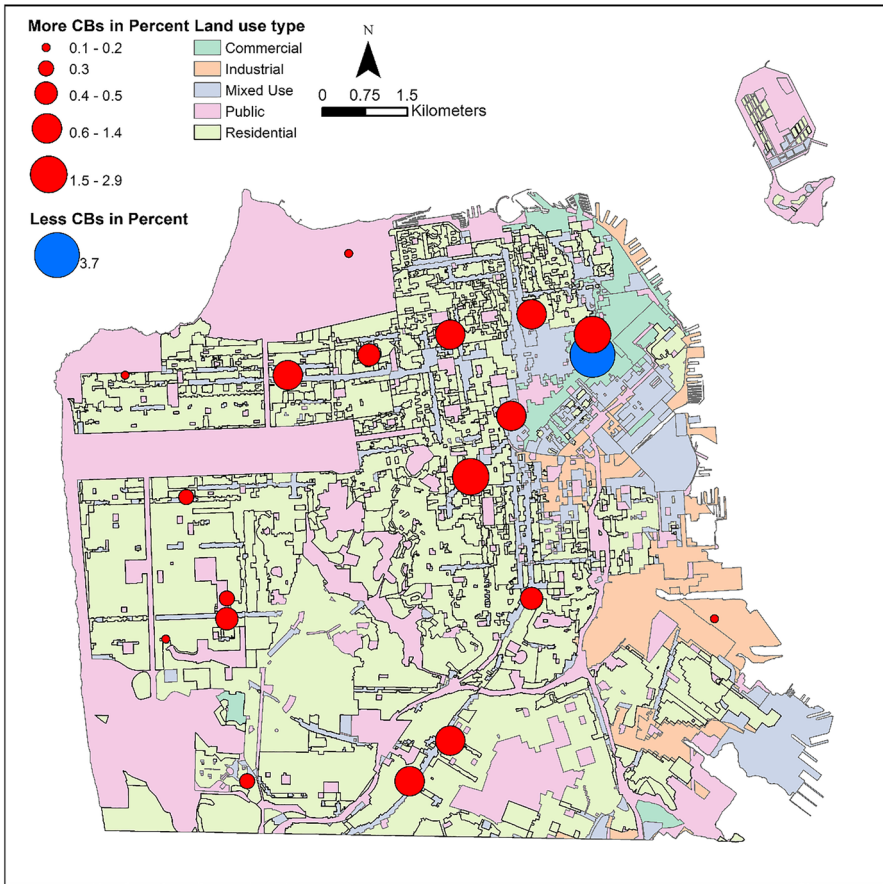 More CBs in Percent
0.1 - 0.2
0.3
0.4 - 0.5
0.6 - 1.4
1.5 - 2.9
Less CBs in Percent
3.7
Land use type
Commercial
Industrial
Mixed Use
Public
Residential
N
0 0.75 1.5
Kilometers